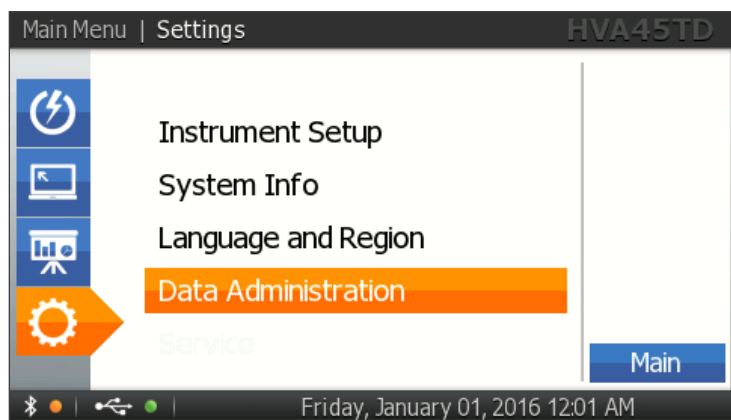 Main Menu | Settings HVA45TD
Instrument Setup
System Info
Language and Region
Data Administration
Service
Main
Friday, January 01, 2016 12:01 AM